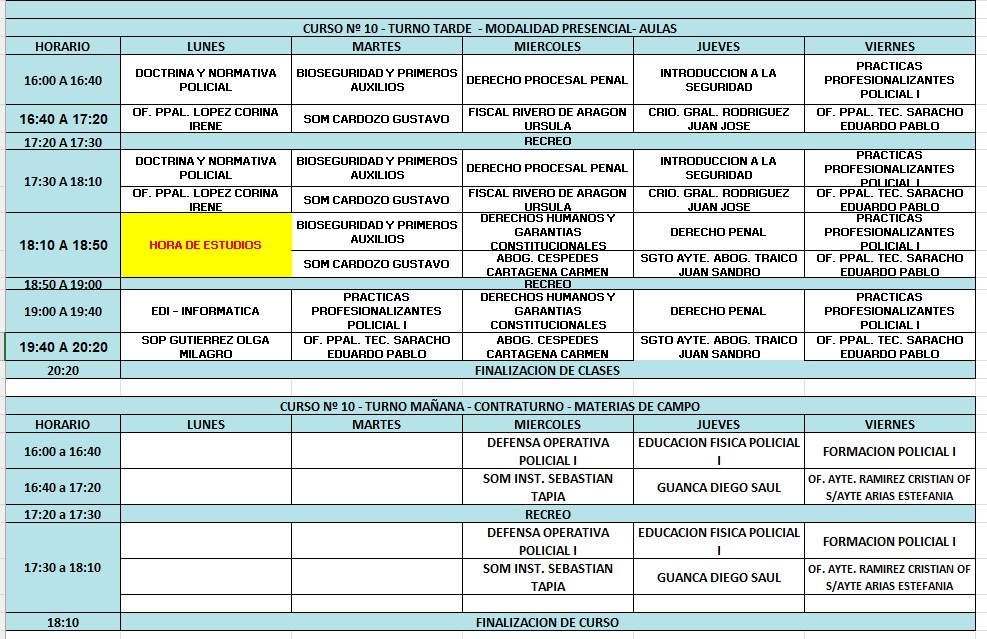 CURSO Nº 10 - TURNO TARDE - MODALIDAD PRESENCIAL- AULAS
HORARIO LUNES MARTES MIERCOLES JUEVES VIERNES
16:00 A 16:40 DOCTRINA Y NORMATIVA POLICIAL BIOSEGURIDAD Y PRIMEROS AUXILIOS DERECHO PROCESAL PENAL INTRODUCCION A LA SEGURIDAD PRACTICAS PROFESIONALIZANTES POLICIAL I
16:40 A 17:20 OF. PPAL. LOPEZ CORINA IRENE SOM CARDOZO GUSTAVO FISCAL RIVERO DE ARAGON URSULA CRIO. GRAL. RODRIGUEZ JUAN JOSE OF. PPAL. TEC. SARACHO EDUARDO PABLO
17:20 A 17:30 RECREO
17:30 A 18:10 DOCTRINA Y NORMATIVA POLICIAL BIOSEGURIDAD Y PRIMEROS AUXILIOS DERECHO PROCESAL PENAL INTRODUCCION A LA SEGURIDAD PRACTICAS PROFESIONALIZANTES POLICIAL I
OF. PPAL. LOPEZ CORINA IRENE SOM CARDOZO GUSTAVO FISCAL RIVERO DE ARAGON URSULA CRIO. GRAL. RODRIGUEZ JUAN JOSE OF. PPAL. TEC. SARACHO EDUARDO PABLO
18:10 A 18:50 HORA DE ESTUDIOS BIOSEGURIDAD Y PRIMEROS AUXILIOS DERECHOS HUMANOS Y GARANTIAS CONSTITUCIONALES DERECHO PENAL PRACTICAS PROFESIONALIZANTES POLICIAL I
SOM CARDOZO GUSTAVO ABOG. CESPEDES CARTAGENA CARMEN SGTO AYTE. ABOG. TRAICO JUAN SANDRO OF. PPAL. TEC. SARACHO EDUARDO PABLO
18:50 A 19:00 RECREO
19:00 A 19:40 EDI - INFORMATICA PRACTICAS PROFESIONALIZANTES POLICIAL I DERECHOS HUMANOS Y GARANTIAS CONSTITUCIONALES DERECHO PENAL PRACTICAS PROFESIONALIZANTES POLICIAL I
19:40 A 20:20 SOP GUTIERREZ OLGA MILAGRO OF. PPAL. TEC. SARACHO EDUARDO PABLO ABOG. CESPEDES CARTAGENA CARMEN SGTO AYTE. ABOG. TRAICO JUAN SANDRO OF. PPAL. TEC. SARACHO EDUARDO PABLO
20:20 FINALIZACION DE CLASES
CURSO Nº 10 - TURNO MAÑANA - CONTRATURNO - MATERIAS DE CAMPO
HORARIO LUNES MARTES MIERCOLES JUEVES VIERNES
16:00 a 16:40 DEFENSA OPERATIVA POLICIAL I EDUCACION FISICA POLICIAL I FORMACION POLICIAL I
16:40 a 17:20 SOM INST. SEBASTIAN TAPIA GUANCA DIEGO SAUL OF. AYTE. RAMIREZ CRISTIAN OF S/AYTE ARIAS ESTEFANIA
17:20 a 17:30 RECREO
17:30 a 18:10 DEFENSA OPERATIVA POLICIAL I EDUCACION FISICA POLICIAL I FORMACION POLICIAL I
SOM INST. SEBASTIAN TAPIA GUANCA DIEGO SAUL OF. AYTE. RAMIREZ CRISTIAN OF S/AYTE ARIAS ESTEFANIA
18:10 FINALIZACION DE CURSO